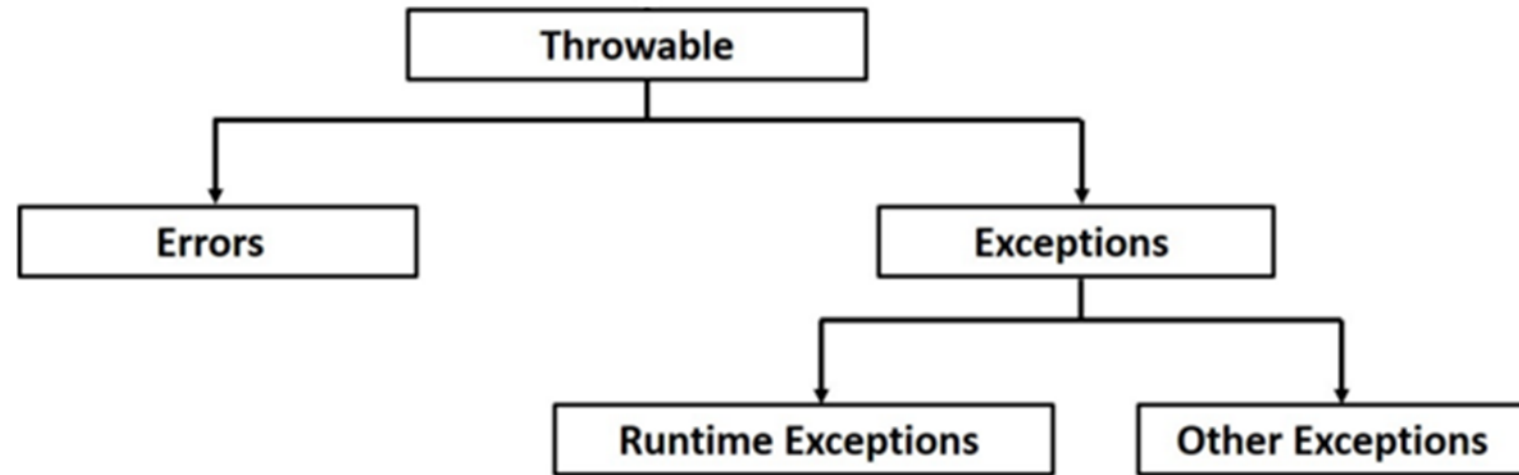 Throwable
Errors
Exceptions
Runtime Exceptions
Other Exceptions